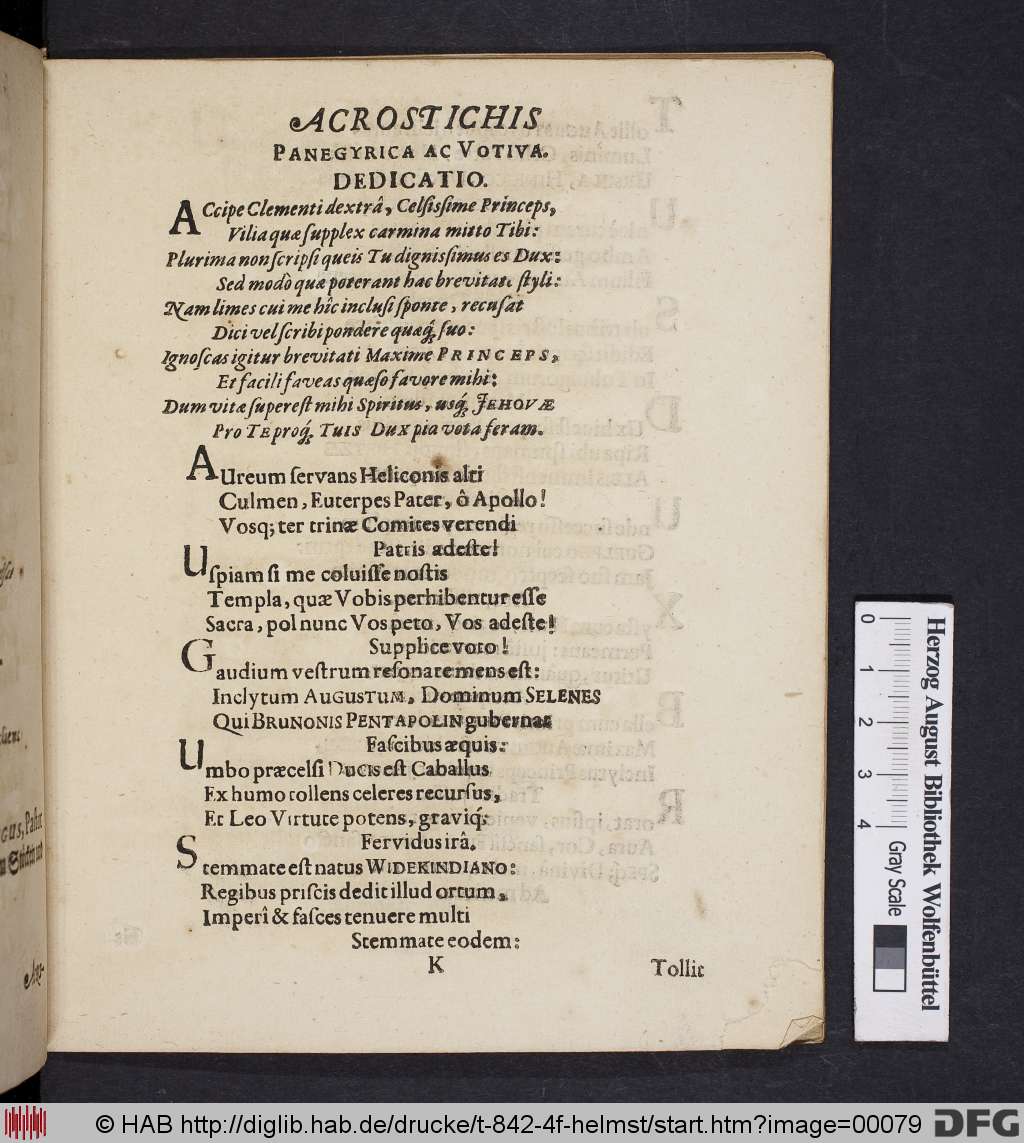 ACROSTICHIS
PANEGYRICA AC VOTIVA.
DEDICATIO.
ACcipe Clementi dextrâ, Celsissime Princeps,
Vilia quæ supplex carmina mitto Tibi:
Plurima non scripsi queis Tu dignissimus es Dux:
Sed modò quæ poterant hac brevitate styli:
Nam limes cui me hîc inclusi sponte, recusat
Dici vel scribi pondere quæq́; suo:
Ignoscas igitur brevitati Maxime PRINCEPS,
Et facili faveas quæso favore mihi:
Dum vitæ superest mihi Spiritus, usq́; JEHOVÆ
Pro TE proq́; TUIS DUX pia vota feram.
AUreum servans Heliconis alti
Culmen, Euterpes Pater, ô Apollo!
Vosq; ter trinæ Comites verendi
Patris adeste!
Uspiam si me coluisse nostis
Templa, quæ Vobis perhibentur esse
Sacra, pol nunc Vos peto, Vos adeste!
Supplice voto!
Gaudium vestrum resonare mens est:
Inclytum AUGUSTUM, Dominum SELENES
Qui BRUNONIS PENTAPOLIN gubernat
Fascibus æquis:
Umbo præcelsi Ducis est Caballus
Ex humo tollens celeres recursus,
Et Leo Virtute potens, graviq́;
Fervidus irâ.
Stemmate est natus WIDEKINDIANO:
Regibus priscis dedit illud ortum,
Imperî & fasces tenuere multi
Stemmate eodem:
K
Tollit
0 1 2 3 4
Gray Scale
Herzog August Bibliothek Wolfenbüttel
© HAB http://diglib.hab.de/drucke/t-842-4f-helmst/start.htm?image=00079
DFG